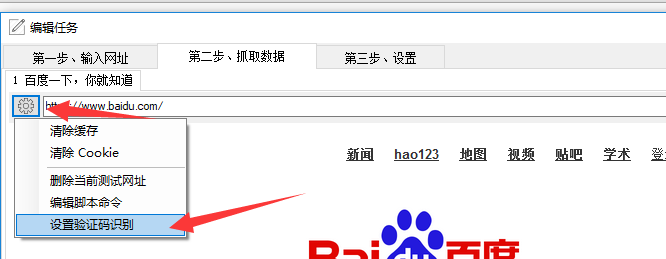 编辑任务
第一步、输入网址 第二步、抓取数据 第三步、设置
1 百度一下，你就知道
https://www.baidu.com/
清除缓存
清除 Cookie
删除当前测试网址
编辑脚本命令
设置验证码识别
新闻 hao123 地图 视频 贴吧 学术 登
Bai du 百度